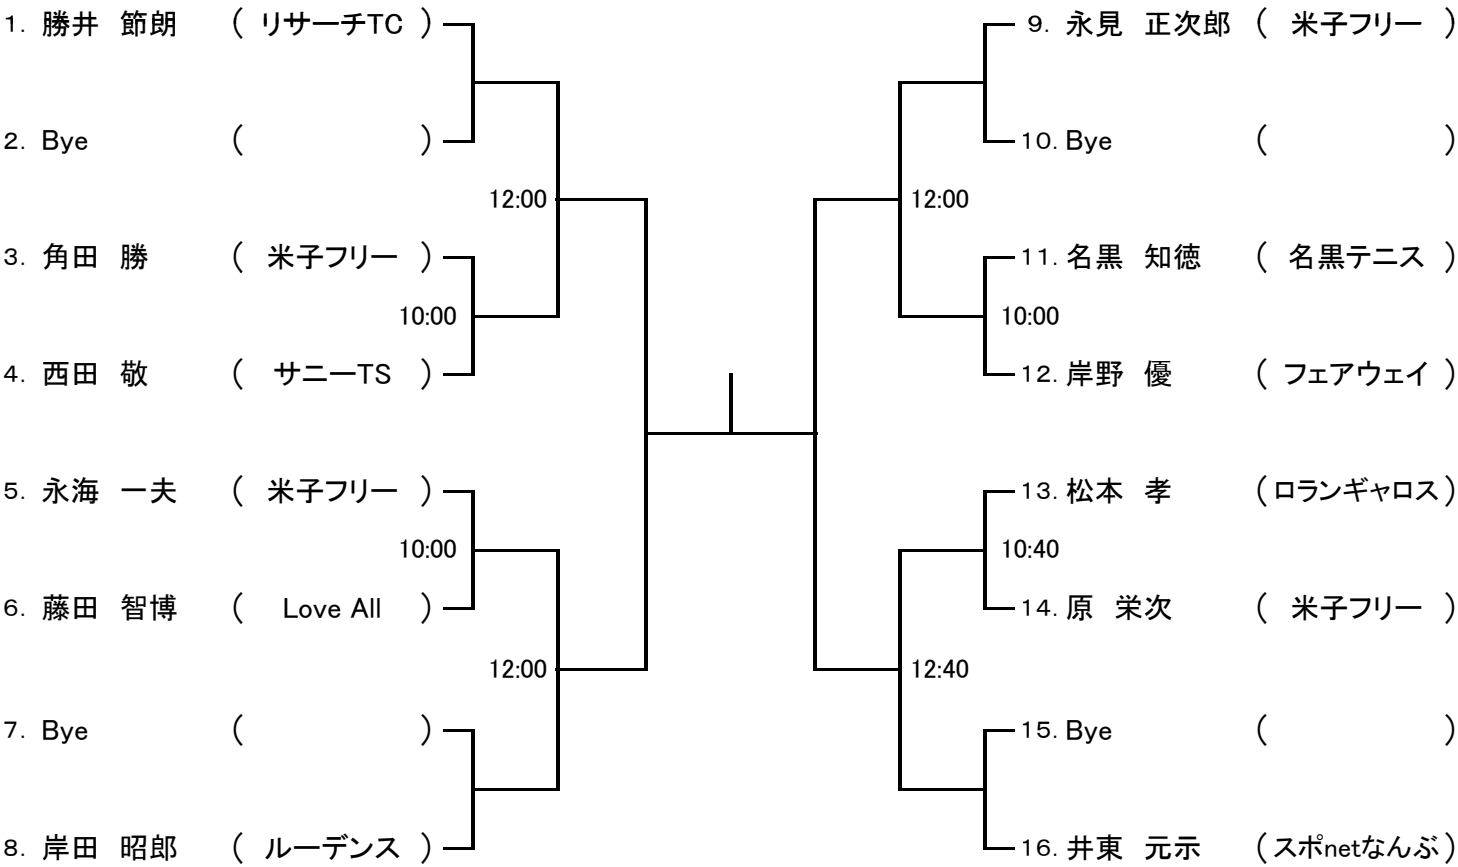 1. 勝井 節朗 ( リサーチTC )
2. Bye ( )
12:00
3. 角田 勝 ( 米子フリー )
10:00
4. 西田 敬 ( サニーTS )
5. 永海 一夫 ( 米子フリー )
10:00
6. 藤田 智博 ( Love All )
12:00
7. Bye ( )
8. 岸田 昭郎 ( ルーデンス )
9. 永見 正次郎 ( 米子フリー )
10. Bye ( )
12:00
11. 名黒 知徳 ( 名黒テニス )
10:00
12. 岸野 優 ( フェアウェイ )
13. 松本 孝 ( ロランギャロス )
10:40
14. 原 栄次 ( 米子フリー )
12:40
15. Bye ( )
16. 井東 元示 ( スポnetなんぶ )